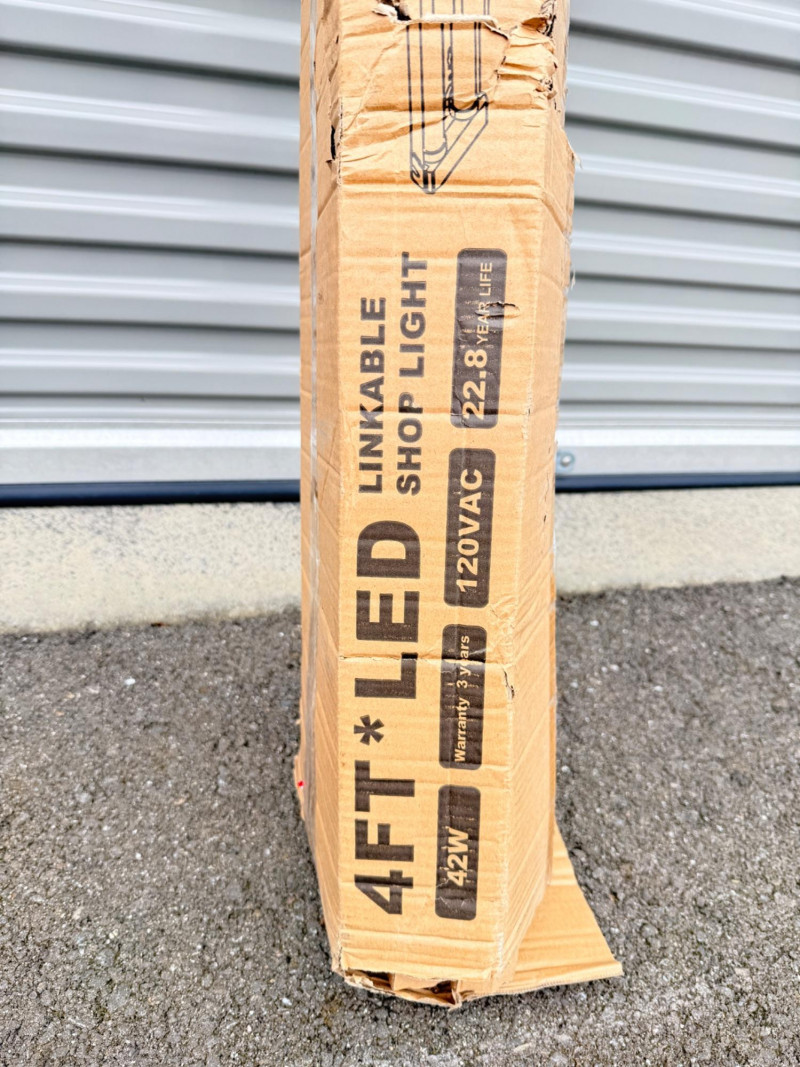 4FT*LED
LINKABLE
SHOP LIGHT
42W
Warranty 3 years
120VAC
22.8 YEAR LIFE